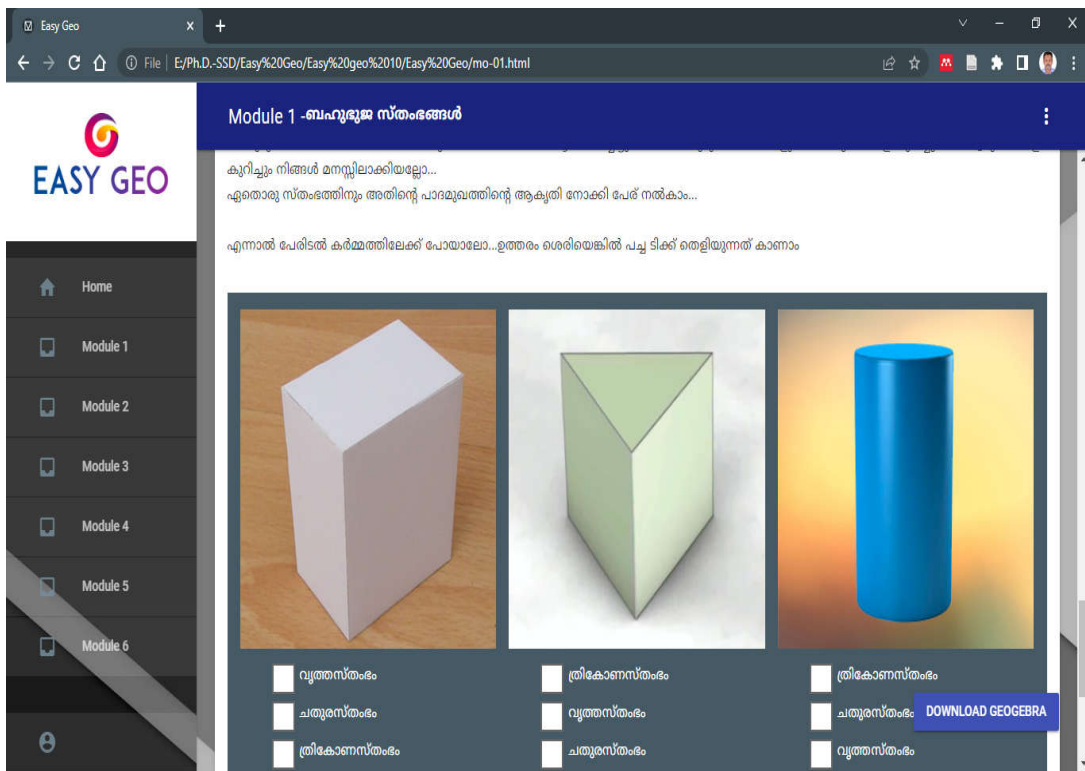 Easy Geo
File | E:/Ph.D.-SSD/Easy%20Geo/Easy%20geo%2010/Easy%20Geo/mo-01.html
EASY GEO
Home
Module 1
Module 2
Module 3
Module 4
Module 5
Module 6
Module 1 -ബഹുഭുജ സ്തംഭങ്ങൾ
കുറിച്ചും നിങ്ങൾ മനസ്സിലാക്കിയല്ലോ...
ഏതൊരു സ്തംഭത്തിനും അതിന്റെ പാദമുഖത്തിന്റെ ആകൃതി നോക്കി പേര് നൽകാം...
എന്നാൽ പേരിടൽ കർമ്മത്തിലേക്ക് പോയാലോ...ഉത്തരം ശെരിയെങ്കിൽ പച്ച ടിക്ക് തെളിയുന്നത് കാണാം
വൃത്തസ്തംഭം
ചതുരസ്തംഭം
ത്രികോണസ്തംഭം
ത്രികോണസ്തംഭം
വൃത്തസ്തംഭം
ചതുരസ്തംഭം
ത്രികോണസ്തംഭം
ചതുരസ്തംഭം
വൃത്തസ്തംഭം
DOWNLOAD GEOGEBRA